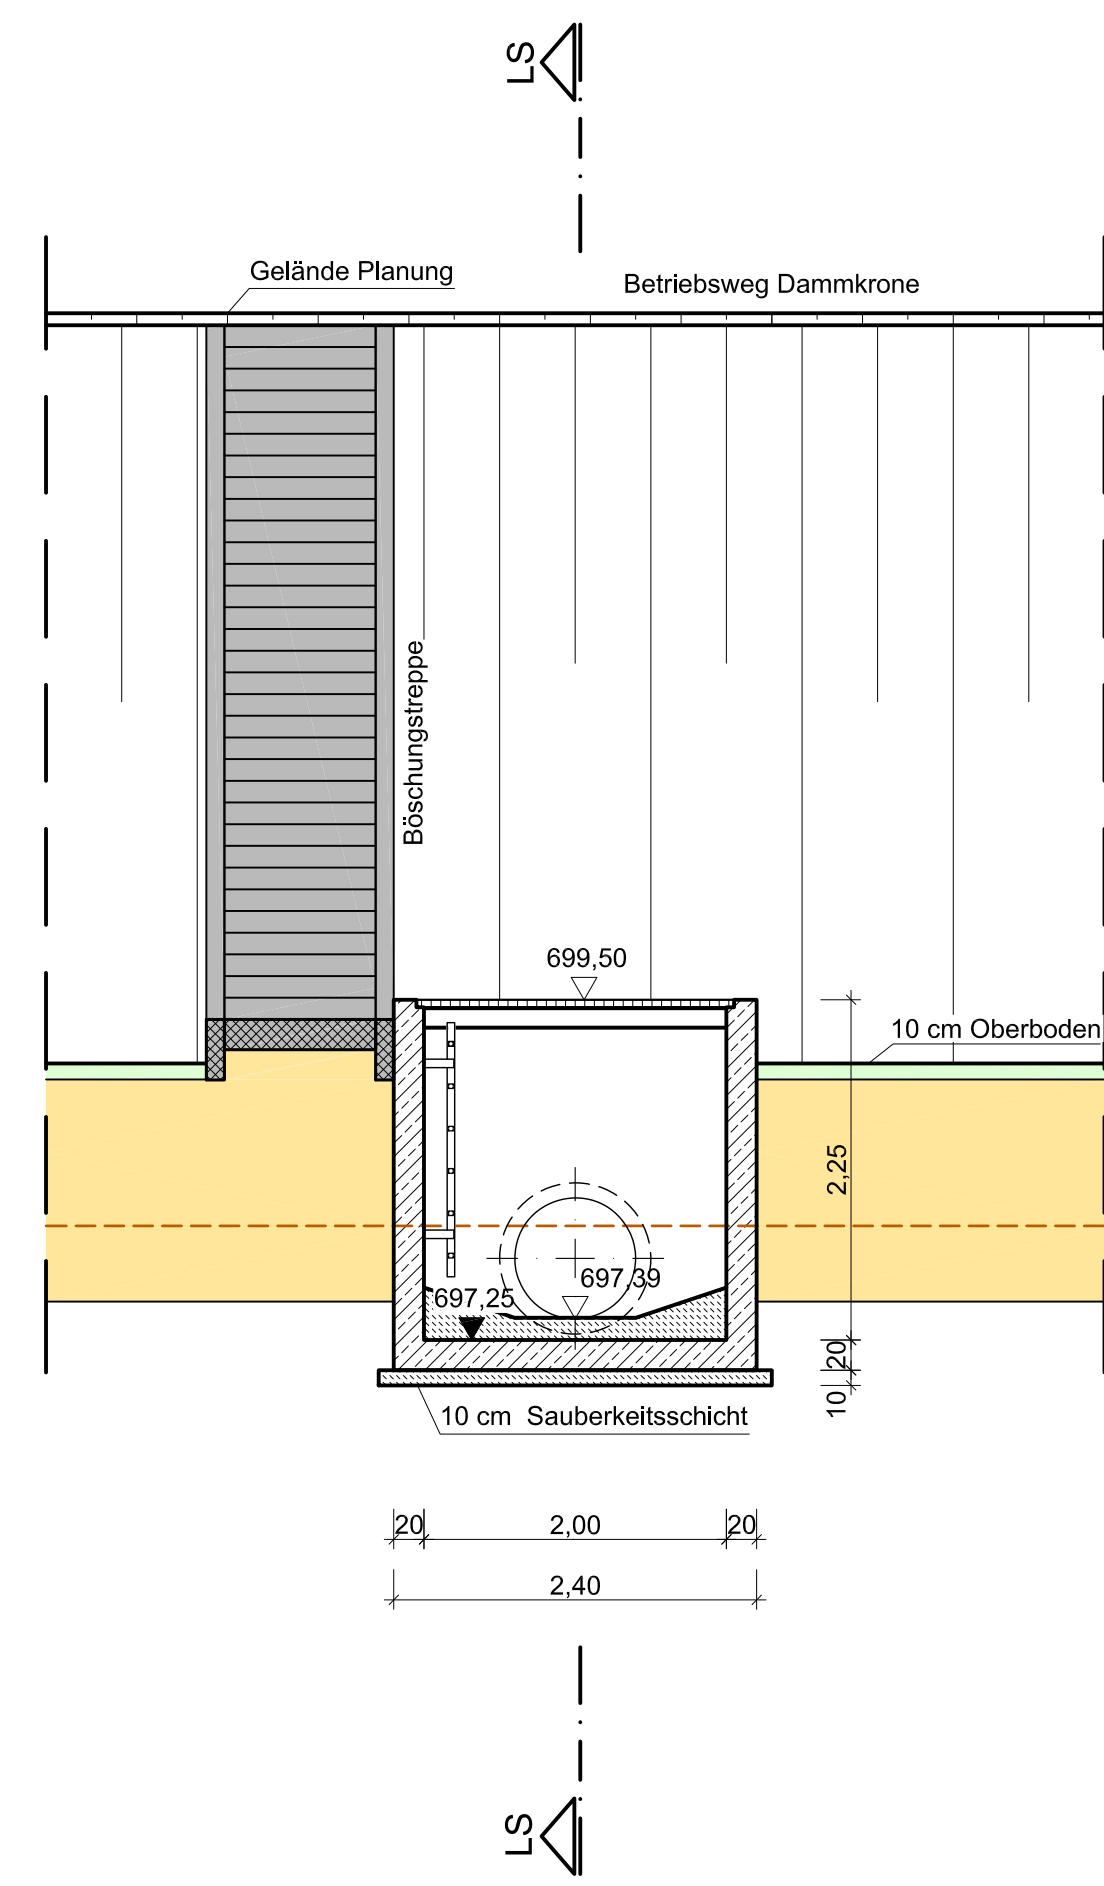 LS
Gelände Planung
Betriebsweg Dammkrone
Böschungstreppe
699,50
10 cm Oberboden
2,25
697,39
697,25
20
10
10 cm Sauberkeitsschicht
20 2,00 20
2,40
LS